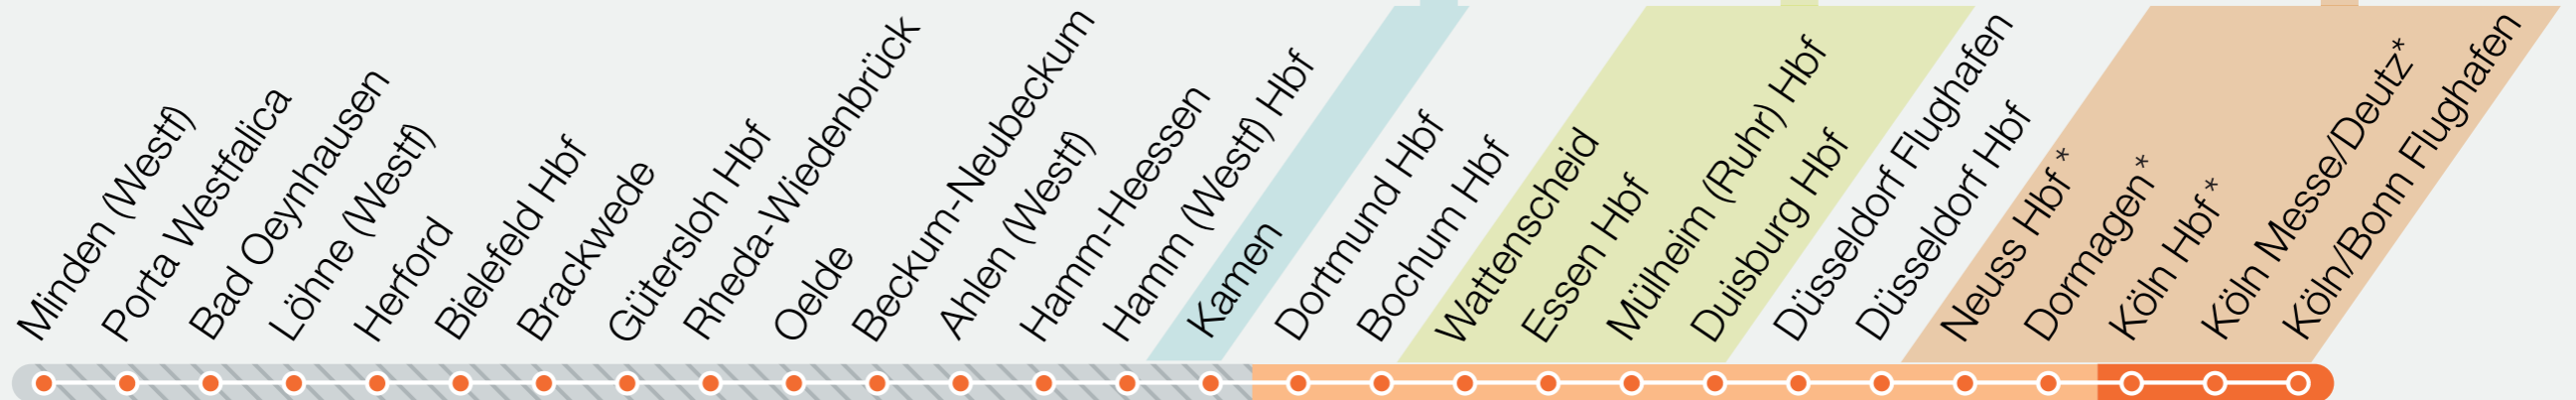 Minden (Westf)
Porta Westfalica
Bad Oeynhausen
Löhne (Westf)
Herford
Bielefeld Hbf
Brackwede
Gütersloh Hbf
Rheda-Wiedenbrück
Oelde
Beckum-Neubeckum
Ahlen (Westf)
Hamm-Heessen
Hamm (Westf) Hbf
Kamen
Dortmund Hbf
Bochum Hbf
Wattenscheid
Essen Hbf
Mülheim (Ruhr) Hbf
Duisburg Hbf
Düsseldorf Flughafen
Düsseldorf Hbf
Neuss Hbf *
Dormagen*
Köln Hbf *
Köln Messe/Deutz*
Köln/Bonn Flughafen